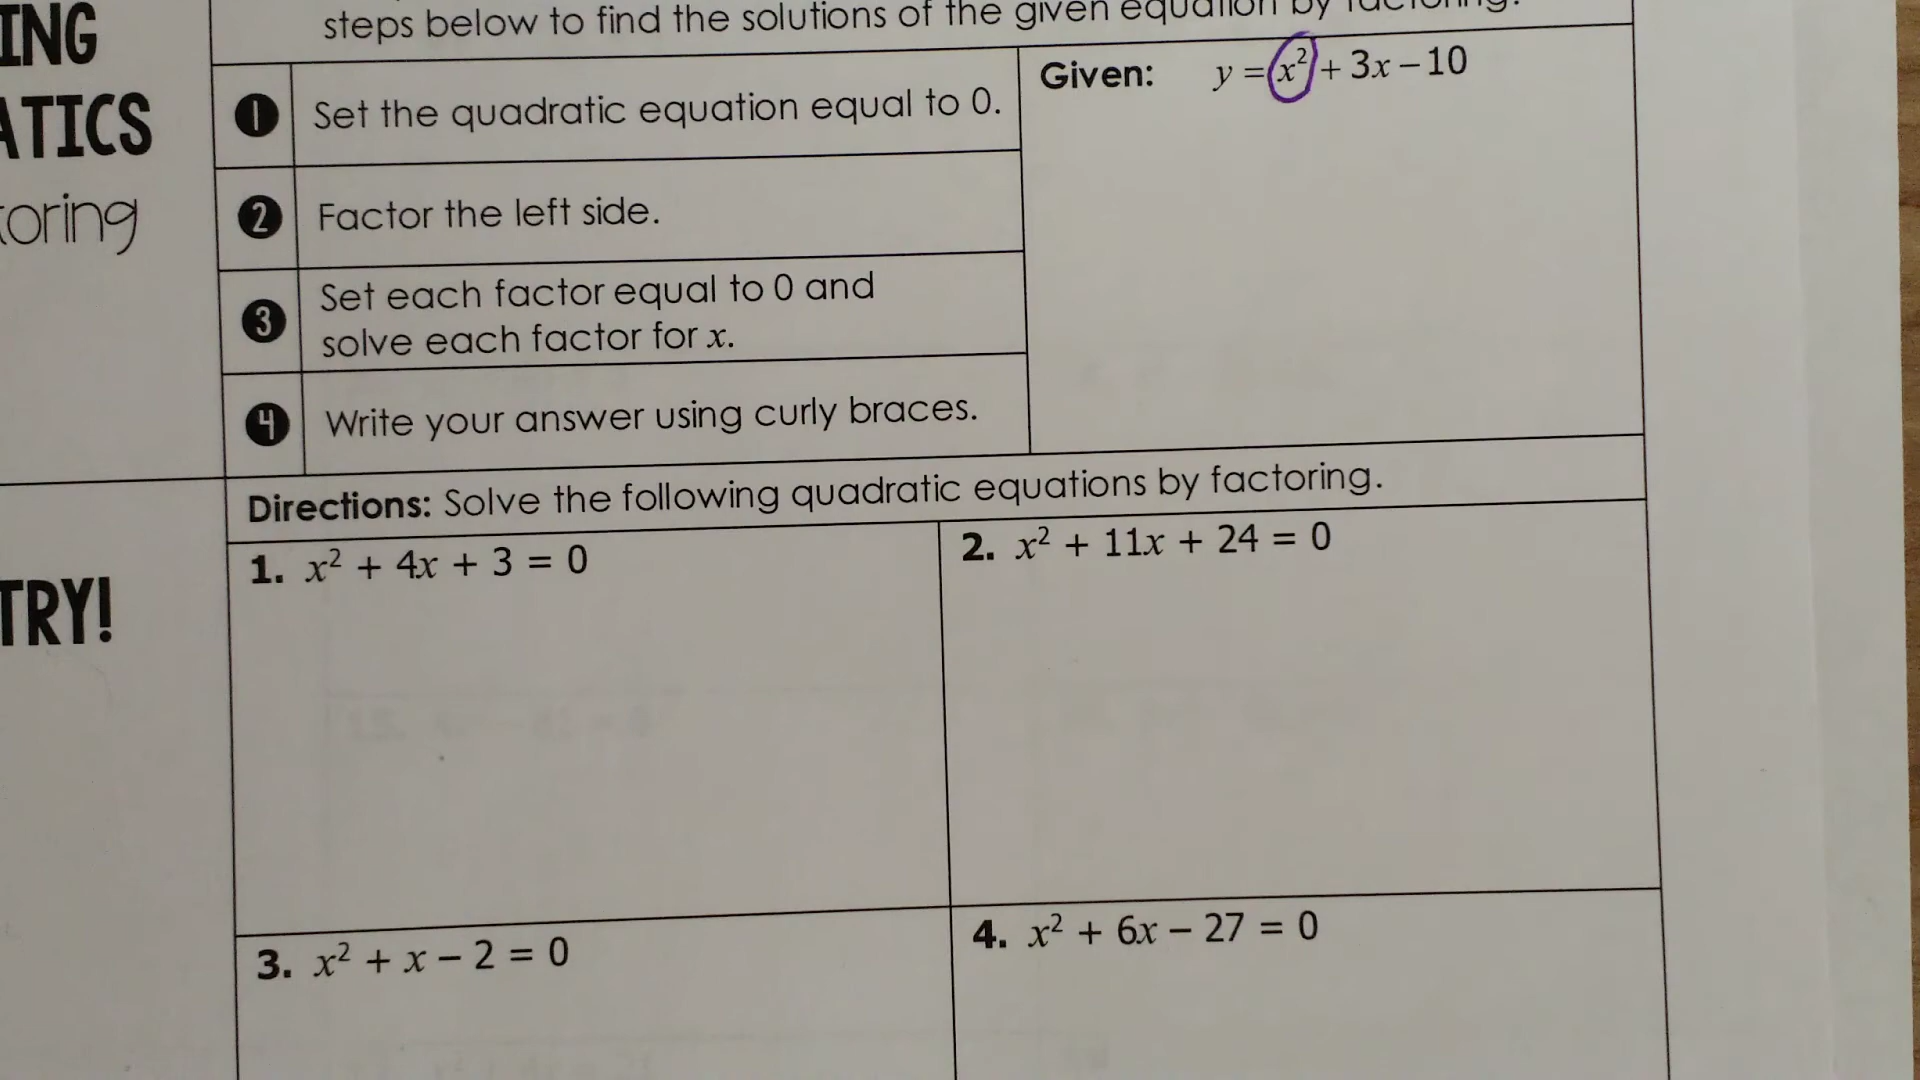 ING
ATICS
oring
steps below to find the solutions of the given equation by factoring.
1 Set the quadratic equation equal to 0.
Given: y = x² + 3x – 10
2 Factor the left side.
3 Set each factor equal to 0 and
solve each factor for x.
4 Write your answer using curly braces.
TRY!
Directions: Solve the following quadratic equations by factoring.
1. x² + 4x + 3 = 0
2. x² + 11x + 24 = 0
3. x² + x – 2 = 0
4. x² + 6x – 27 = 0